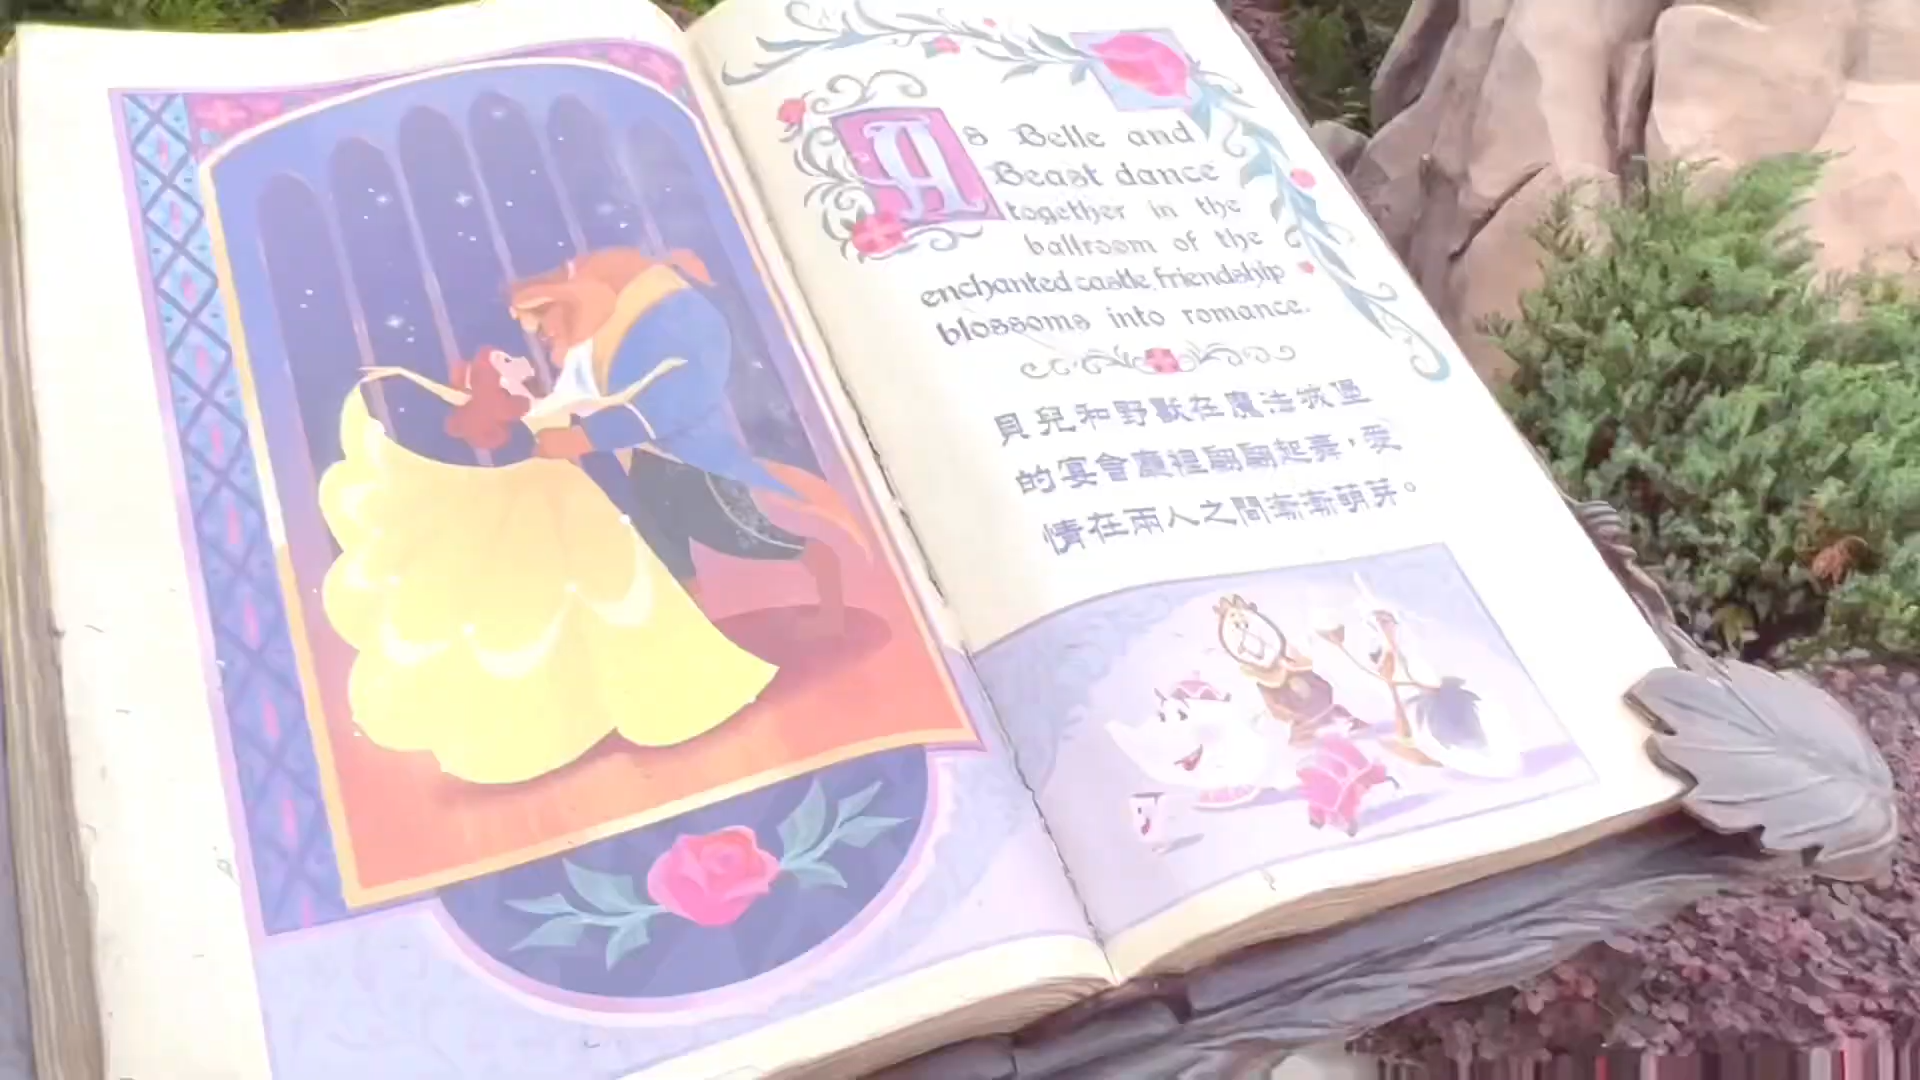 As Belle and
Beast dance
together in the
ballroom of the
enchanted castle, friendship
blossoms into romance.
貝兒和野獸在魔法城堡
的宴會廳裡翩翩起舞，愛
情在兩人之間漸漸萌芽。